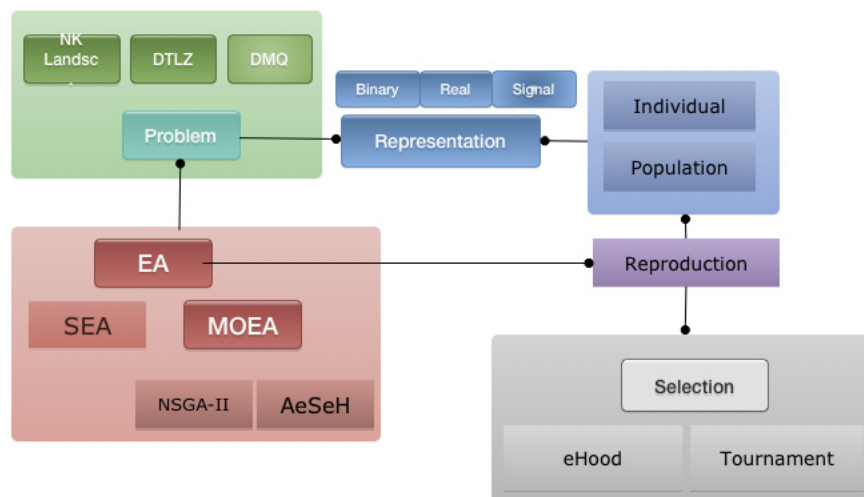 NK
Landsc
.
DTLZ
DMQ
Problem
Binary
Real
Signal
Representation
Individual
Population
EA
Reproduction
SEA
MOEA
NSGA-II
AeSeH
Selection
eHood
Tournament